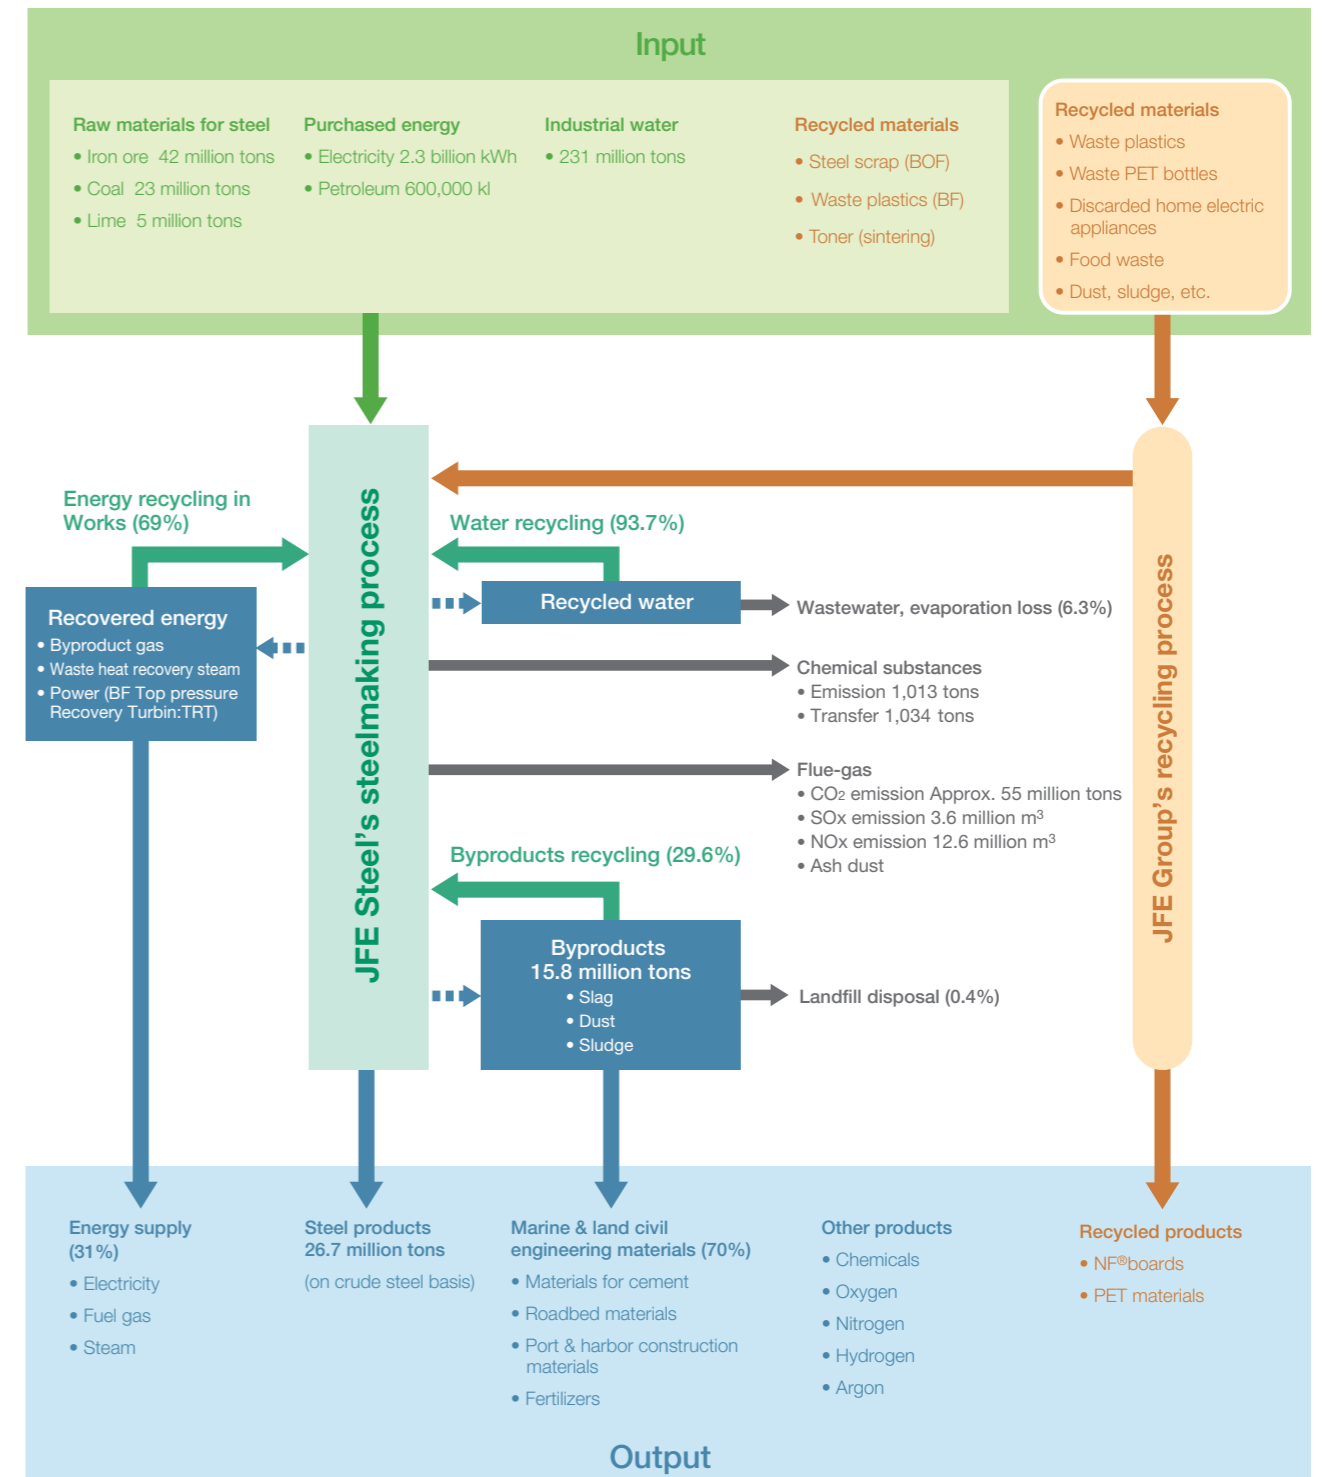 Input
Raw materials for steel
• Iron ore 42 million tons
• Coal 23 million tons
• Lime 5 million tons
Purchased energy
• Electricity 2.3 billion kWh
• Petroleum 600,000 kl
Industrial water
• 231 million tons
Recycled materials
• Steel scrap (BOF)
• Waste plastics (BF)
• Toner (sintering)
Recycled materials
• Waste plastics
• Waste PET bottles
• Discarded home electric
appliances
• Food waste
• Dust, sludge, etc.
Energy recycling in
Works (69%)
Recovered energy
• Byproduct gas
• Waste heat recovery steam
• Power (BF Top pressure
Recovery Turbin:TRT)
JFE Steel's steelmaking process
Water recycling (93.7%)
Recycled water
Wastewater, evaporation loss (6.3%)
Chemical substances
• Emission 1,013 tons
• Transfer 1,034 tons
Flue-gas
• CO2 emission Approx. 55 million tons
• SOx emission 3.6 million m³
• NOx emission 12.6 million m³
• Ash dust
Byproducts recycling (29.6%)
Byproducts
15.8 million tons
• Slag
• Dust
• Sludge
Landfill disposal (0.4%)
JFE Group's recycling process
Energy supply
(31%)
• Electricity
• Fuel gas
• Steam
Steel products
26.7 million tons
(on crude steel basis)
Marine & land civil
engineering materials (70%)
• Materials for cement
• Roadbed materials
• Port & harbor construction
materials
• Fertilizers
Other products
• Chemicals
• Oxygen
• Nitrogen
• Hydrogen
• Argon
Recycled products
• NF®boards
• PET materials
Output